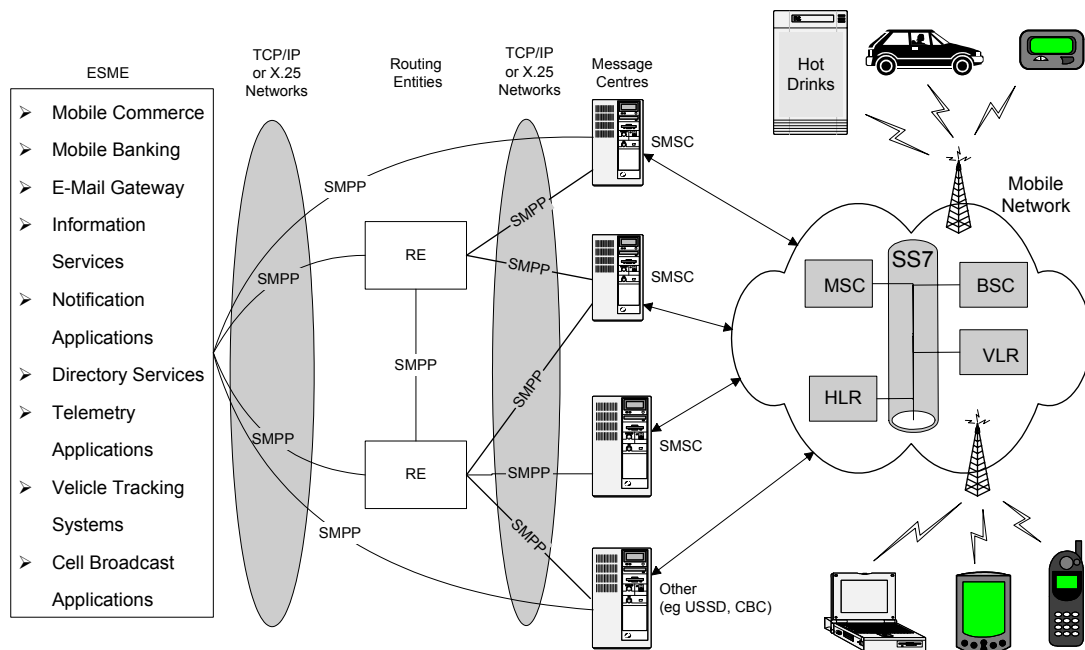 ESME
➢ Mobile Commerce
➢ Mobile Banking
➢ E-Mail Gateway
➢ Information
Services
➢ Notification
Applications
➢ Directory Services
➢ Telemetry
Applications
➢ Velicle Tracking
Systems
➢ Cell Broadcast
Applications
TCP/IP
or X.25
Networks
SMPP
SMPP
SMPP
SMPP
Routing
Entities
RE
SMPP
RE
TCP/IP
or X.25
Networks
SMPP
SMPP
SMPP
SMPP
SMPP
Message
Centres
SMSC
SMSC
SMSC
Other
(eg USSD, CBC)
Hot
Drinks
Mobile
Network
SS7
MSC
BSC
VLR
HLR